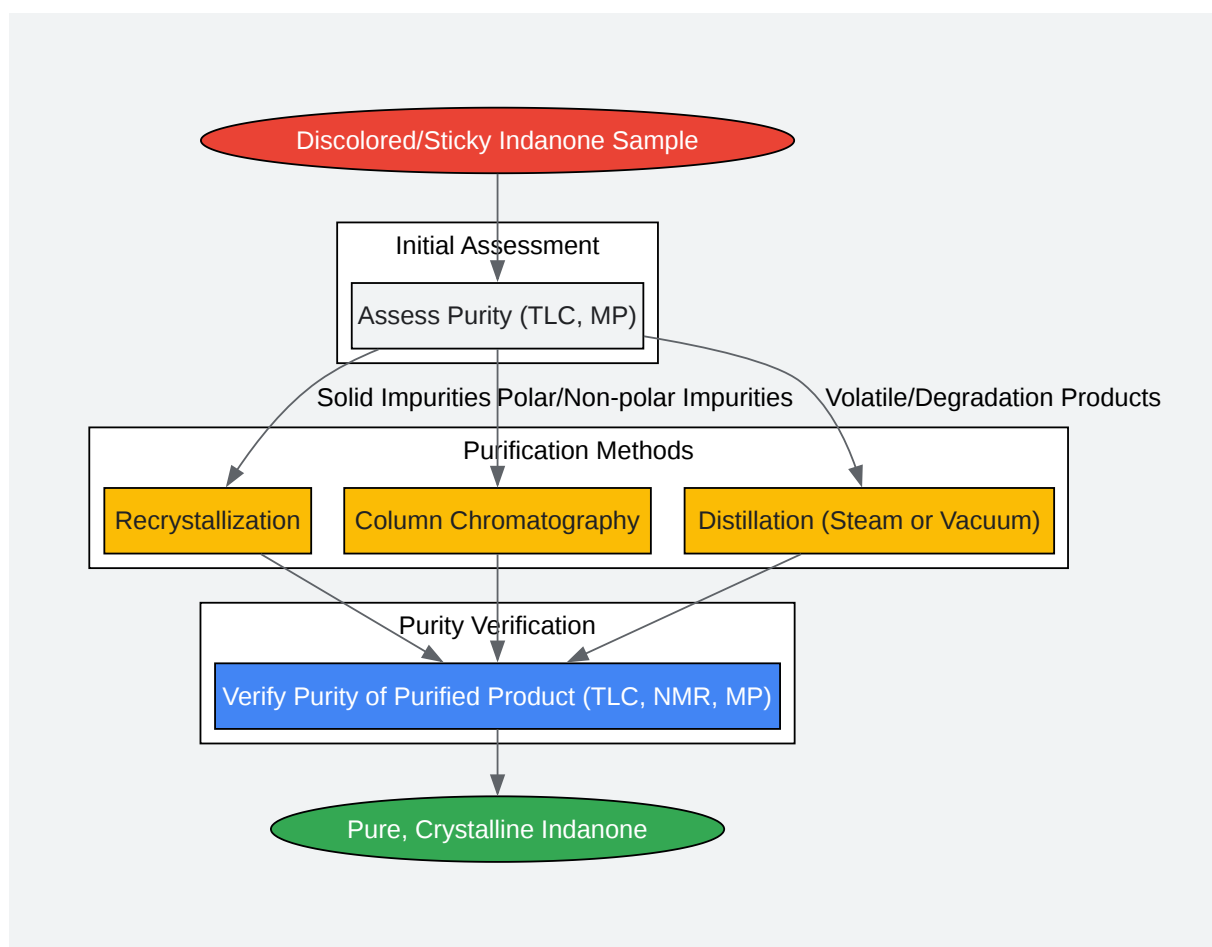 Discolored/Sticky Indanone Sample
Initial Assessment
Assess Purity (TLC, MP)
Solid Impurities
Polar/Non-polar Impurities
Volatile/Degradation Products
Purification Methods
Recrystallization
Column Chromatography
Distillation (Steam or Vacuum)
Purity Verification
Verify Purity of Purified Product (TLC, NMR, MP)
Pure, Crystalline Indanone